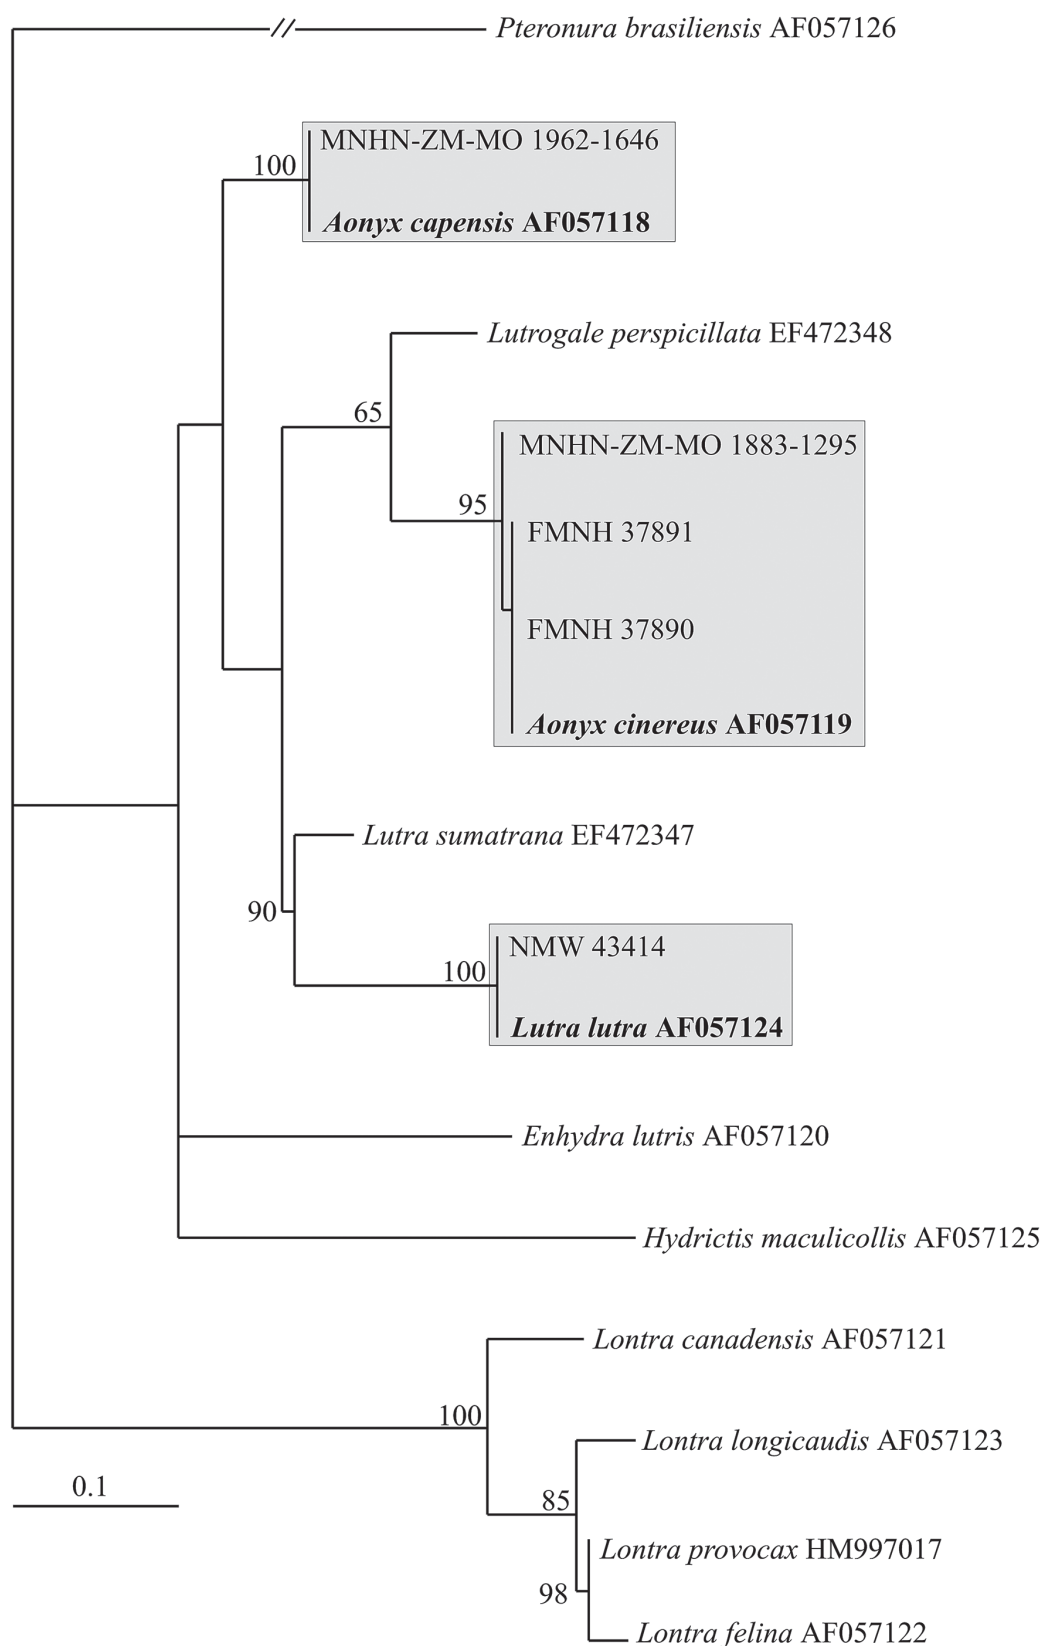 Pteronura brasiliensis AF057126
MNHN-ZM-MO 1962-1646
100
Aonyx capensis AF057118
Lutrogale perspicillata EF472348
65
MNHN-ZM-MO 1883-1295
95
FMNH 37891
FMNH 37890
Aonyx cinereus AF057119
Lutra sumatrana EF472347
90
NMW 43414
100
Lutra lutra AF057124
Enhydra lutris AF057120
Hydrictis maculicollis AF057125
Lontra canadensis AF057121
100
Lontra longicaudis AF057123
0.1
85
Lontra provocax HM997017
98
Lontra felina AF057122